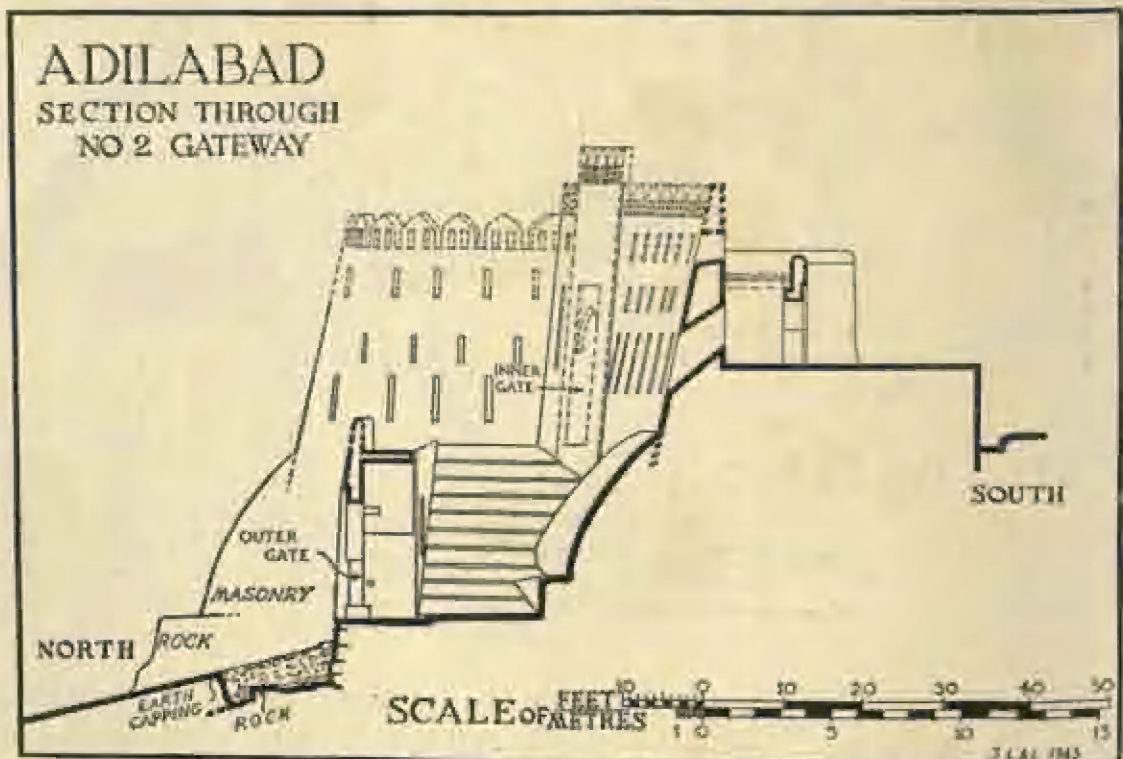 ADILABAD
SECTION THROUGH
NO 2 GATEWAY
INNER
GATE
SOUTH
OUTER
GATE
MASONRY
NORTH
ROCK
EARTH
CAPPING
ROCK
SCALE OF FEET METRES
10 0 10 20 30 40 50
1 0 5 10 15
1945